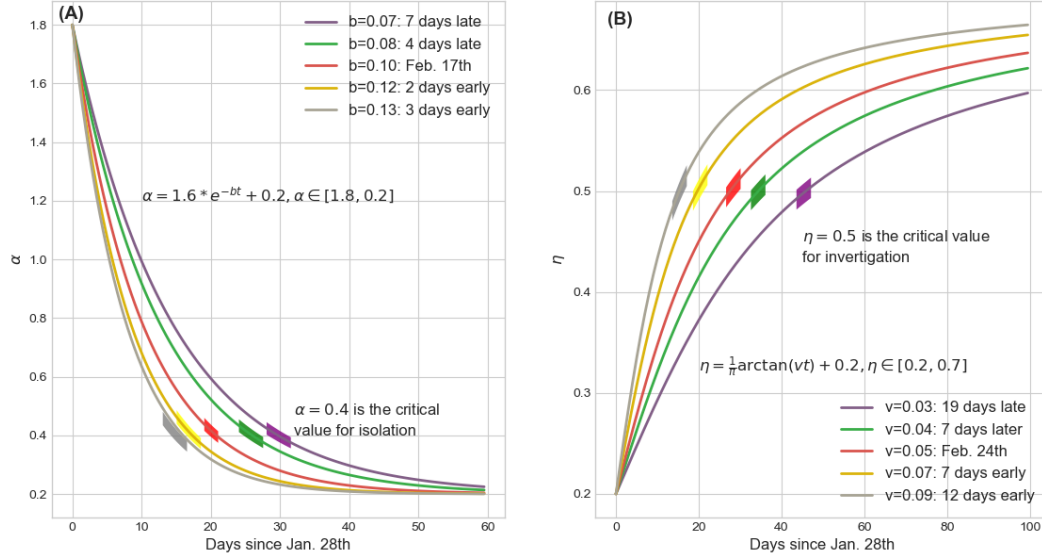 (A)
b=0.07: 7 days late
b=0.08: 4 days late
b=0.10: Feb. 17th
b=0.12: 2 days early
b=0.13: 3 days early
α = 1.6 * e^{-bt} + 0.2, α ∈ [1.8, 0.2]
α = 0.4 is the critical
value for isolation
1.8
1.6
1.4
1.2
1.0
0.8
0.6
0.4
0.2
α
0 10 20 30 40 50 60
Days since Jan. 28th
(B)
η = 0.5 is the critical value
for invertigation
η = \frac{1}{π}arctan(vt) + 0.2, η ∈ [0.2, 0.7]
v=0.03: 19 days late
v=0.04: 7 days later
v=0.05: Feb. 24th
v=0.07: 7 days early
v=0.09: 12 days early
0.6
0.5
0.4
0.3
0.2
η
0 20 40 60 80 100
Days since Jan. 28th